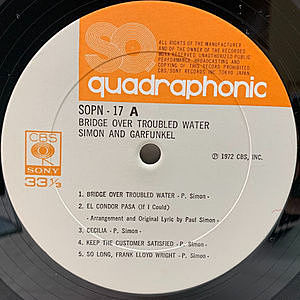 SQ
quadraphonic
ALL RIGHTS OF THE MANUFACTURER
AND OF THE OWNER OF THE RECORDED
WORK RESERVED UNAUTHORIZED PUBLIC
PERFORMANCE BROADCASTING AND
COPYING OF THIS RECORD PROHIBITED
CBS/SONY RECORDS INC TOKYO JAPAN
SOPN - 17 A
BRIDGE OVER TROUBLED WATER
SIMON AND GARFUNKEL
CBS
SONY
33 1/3
℗ 1972 CBS, INC.
1. BRIDGE OVER TROUBLED WATER - P. Simon -
2. EL CONDOR PASA (If I Could)
- Arrangement and Original Lyric by Paul Simon -
3. CECILIA - P. Simon -
4. KEEP THE CUSTOMER SATISFIED - P. Simon -
5. SO LONG, FRANK LLOYD WRIGHT - P. Simon -